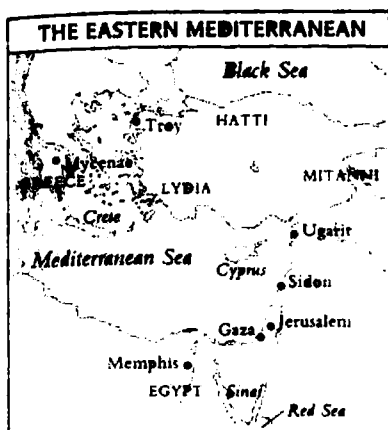 THE EASTERN MEDITERRANEAN
Black Sea
Troy
HATTI
Mycenae
GREECE
MITANNI
LYDIA
Crete
Ugarit
Mediterranean Sea
Cyprus
Sidon
Jerusalem
Gaza
Memphis
EGYPT
Sinai
Red Sea